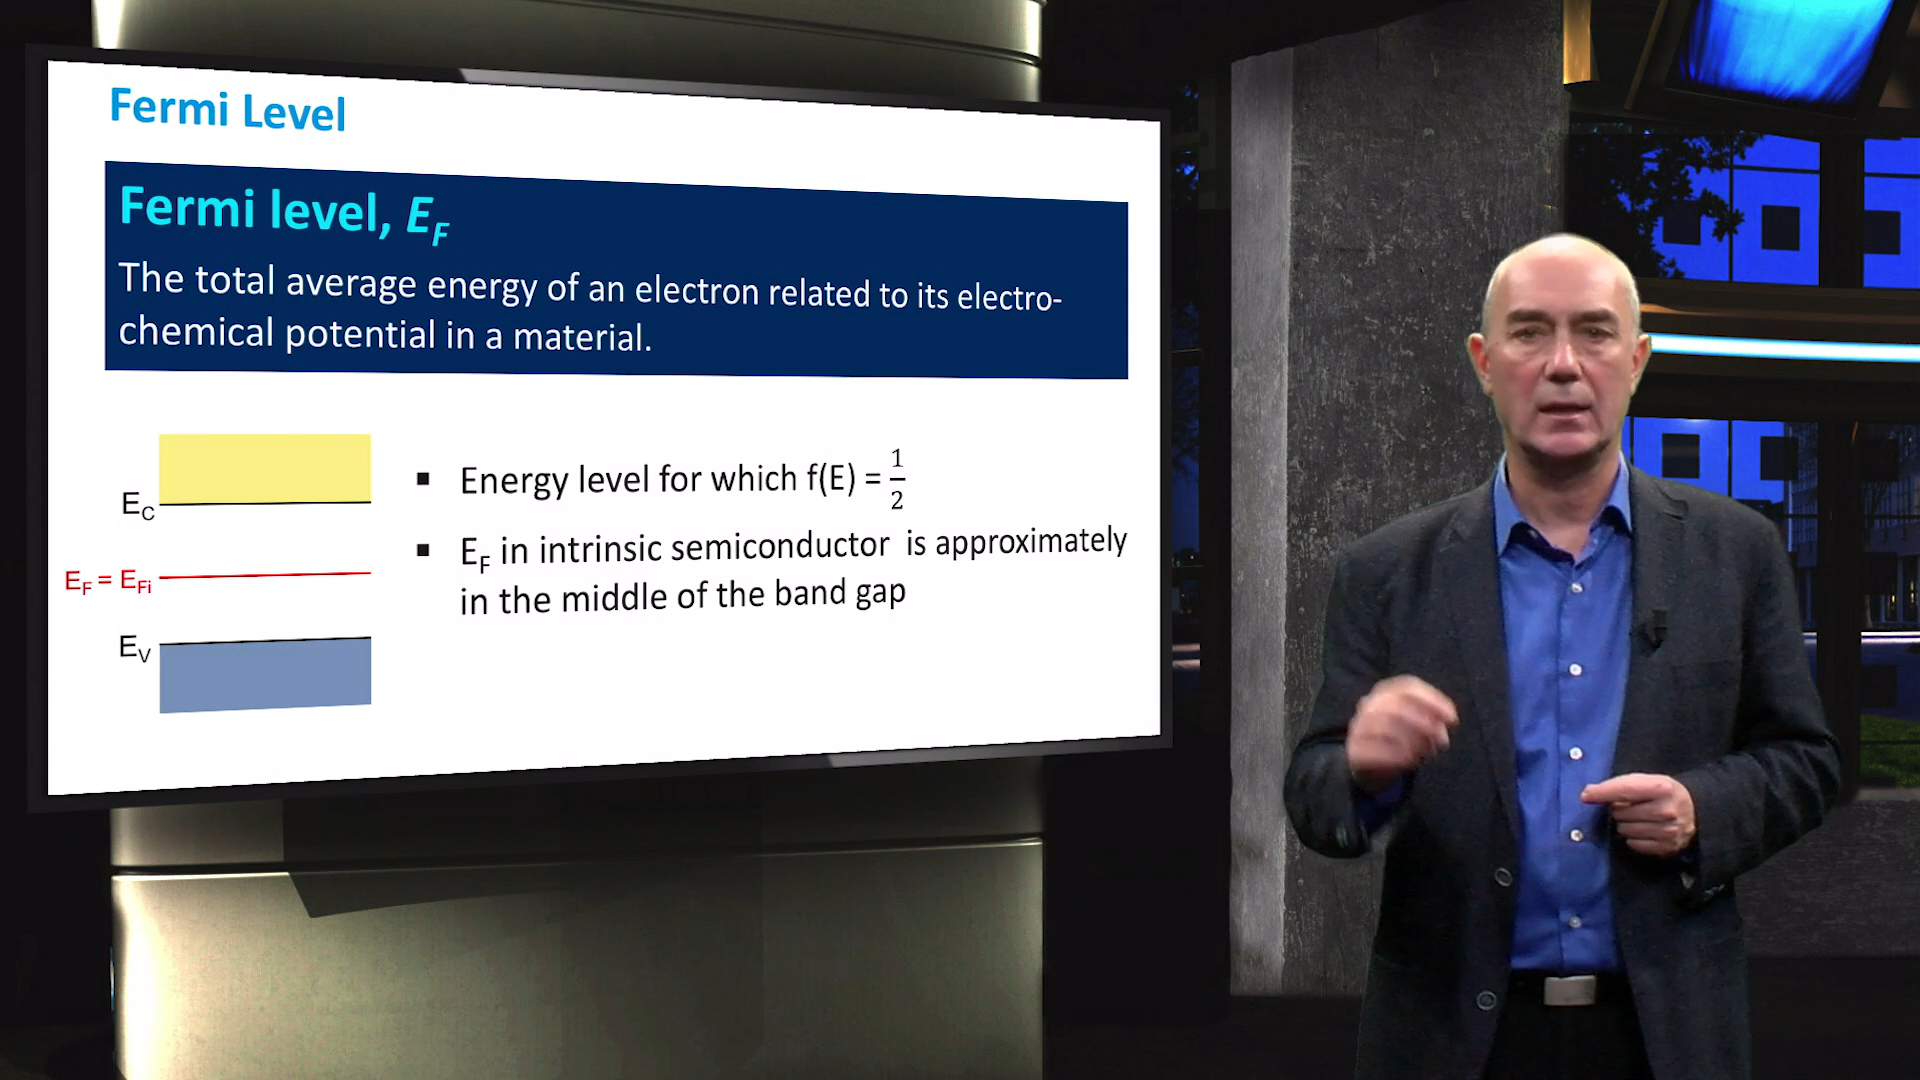 Fermi Level
Fermi level, E_F
The total average energy of an electron related to its electro-
chemical potential in a material.
E_C
E_F = E_Fi
E_V
▪ Energy level for which f(E) = 1/2
▪ E_F in intrinsic semiconductor is approximately
in the middle of the band gap